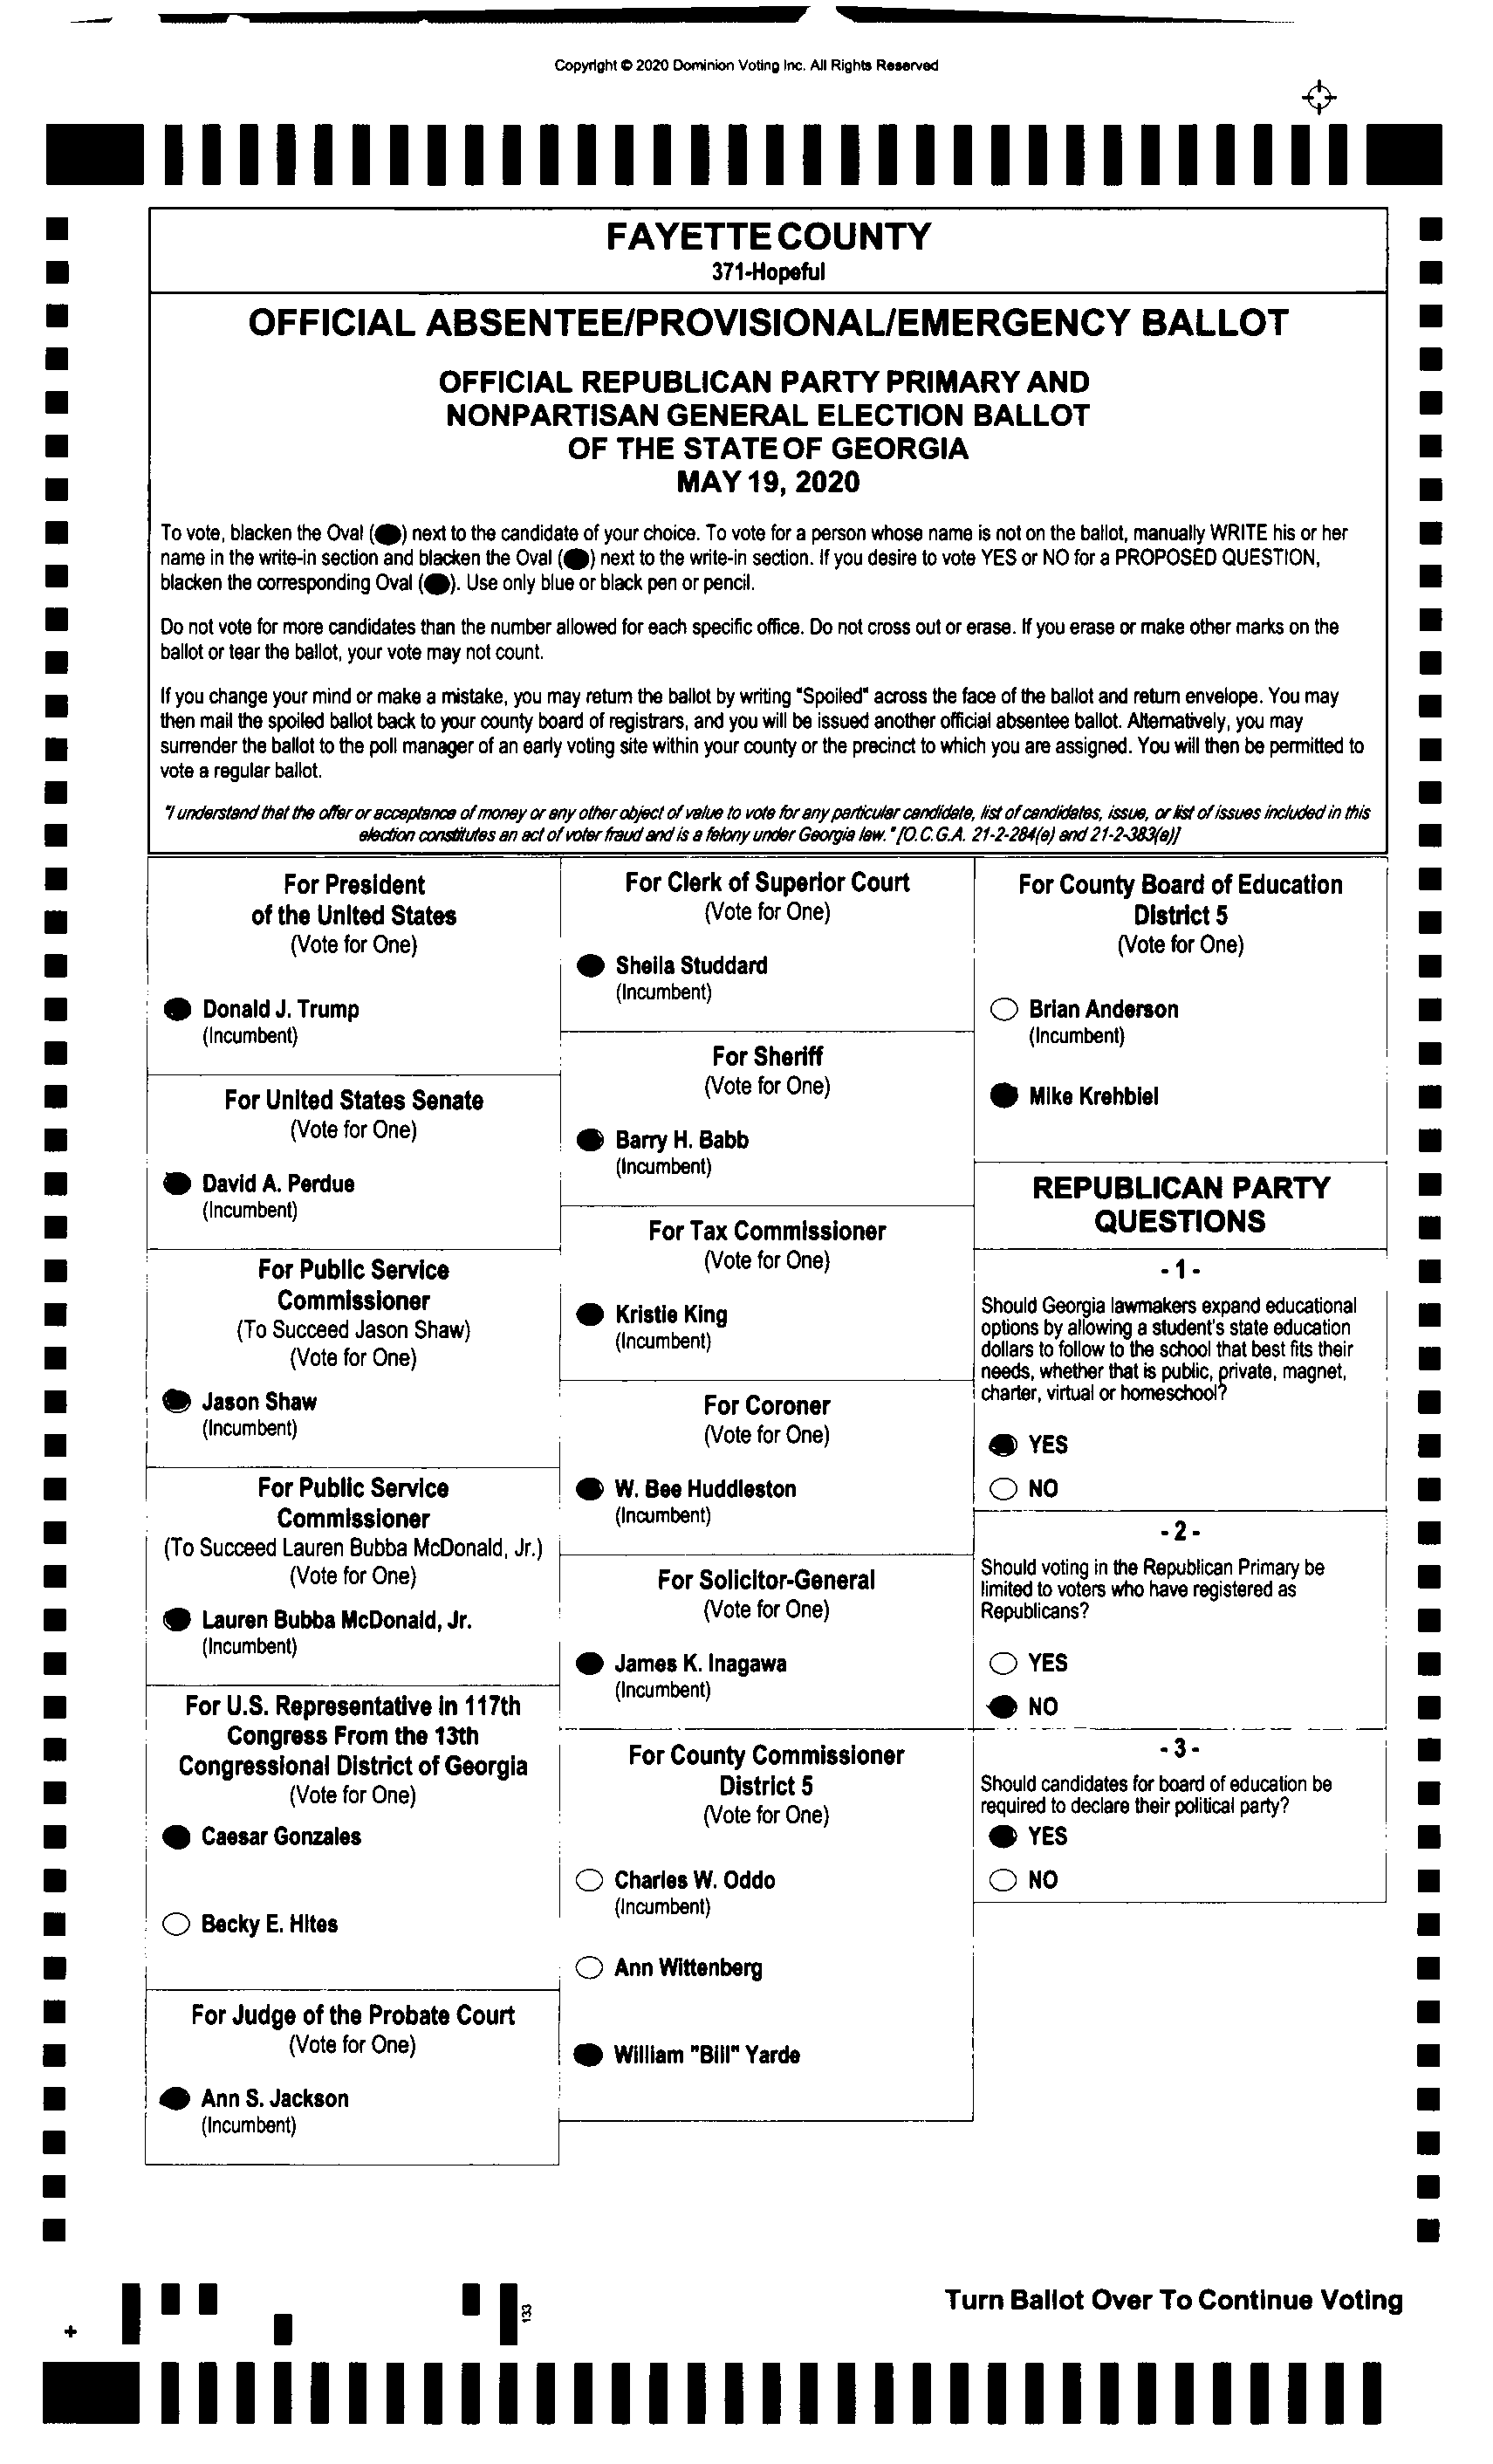 Copyright © 2020 Dominion Voting Inc. All Rights Reserved
FAYETTE COUNTY
371-Hopeful
OFFICIAL ABSENTEE/PROVISIONAL/EMERGENCY BALLOT
OFFICIAL REPUBLICAN PARTY PRIMARY AND
NONPARTISAN GENERAL ELECTION BALLOT
OF THE STATE OF GEORGIA
MAY 19, 2020
To vote, blacken the Oval (●) next to the candidate of your choice. To vote for a person whose name is not on the ballot, manually WRITE his or her
name in the write-in section and blacken the Oval (●) next to the write-in section. If you desire to vote YES or NO for a PROPOSED QUESTION,
blacken the corresponding Oval (●). Use only blue or black pen or pencil.
Do not vote for more candidates than the number allowed for each specific office. Do not cross out or erase. If you erase or make other marks on the
ballot or tear the ballot, your vote may not count.
If you change your mind or make a mistake, you may return the ballot by writing "Spoiled" across the face of the ballot and return envelope. You may
then mail the spoiled ballot back to your county board of registrars, and you will be issued another official absentee ballot. Alternatively, you may
surrender the ballot to the poll manager of an early voting site within your county or the precinct to which you are assigned. You will then be permitted to
vote a regular ballot.
"I understand that the offer or acceptance of money or any other object of value to vote for any particular candidate, list of candidates, issue, or list of issues included in this
election constitutes an act of voter fraud and is a felony under Georgia law." [O.C.G.A. 21-2-284(e) and 21-2-383(a)]
For President
of the United States
(Vote for One)
Donald J. Trump
(Incumbent)
For United States Senate
(Vote for One)
David A. Perdue
(Incumbent)
For Public Service
Commissioner
(To Succeed Jason Shaw)
(Vote for One)
Jason Shaw
(Incumbent)
For Public Service
Commissioner
(To Succeed Lauren Bubba McDonald, Jr.)
(Vote for One)
Lauren Bubba McDonald, Jr.
(Incumbent)
For U.S. Representative in 117th
Congress From the 13th
Congressional District of Georgia
(Vote for One)
Caesar Gonzales
Becky E. Hites
For Judge of the Probate Court
(Vote for One)
Ann S. Jackson
(Incumbent)
For Clerk of Superior Court
(Vote for One)
Sheila Studdard
(Incumbent)
For Sheriff
(Vote for One)
Barry H. Babb
(Incumbent)
For Tax Commissioner
(Vote for One)
Kristie King
(Incumbent)
For Coroner
(Vote for One)
W. Bee Huddleston
(Incumbent)
For Solicitor-General
(Vote for One)
James K. Inagawa
(Incumbent)
For County Commissioner
District 5
(Vote for One)
Charles W. Oddo
(Incumbent)
Ann Wittenberg
William "Bill" Yarde
For County Board of Education
District 5
(Vote for One)
Brian Anderson
(Incumbent)
Mike Krehbiel
REPUBLICAN PARTY
QUESTIONS
- 1 -
Should Georgia lawmakers expand educational
options by allowing a student's state education
dollars to follow to the school that best fits their
needs, whether that is public, private, magnet,
charter, virtual or homeschool?
YES
NO
- 2 -
Should voting in the Republican Primary be
limited to voters who have registered as
Republicans?
YES
NO
- 3 -
Should candidates for board of education be
required to declare their political party?
YES
NO
133
Turn Ballot Over To Continue Voting